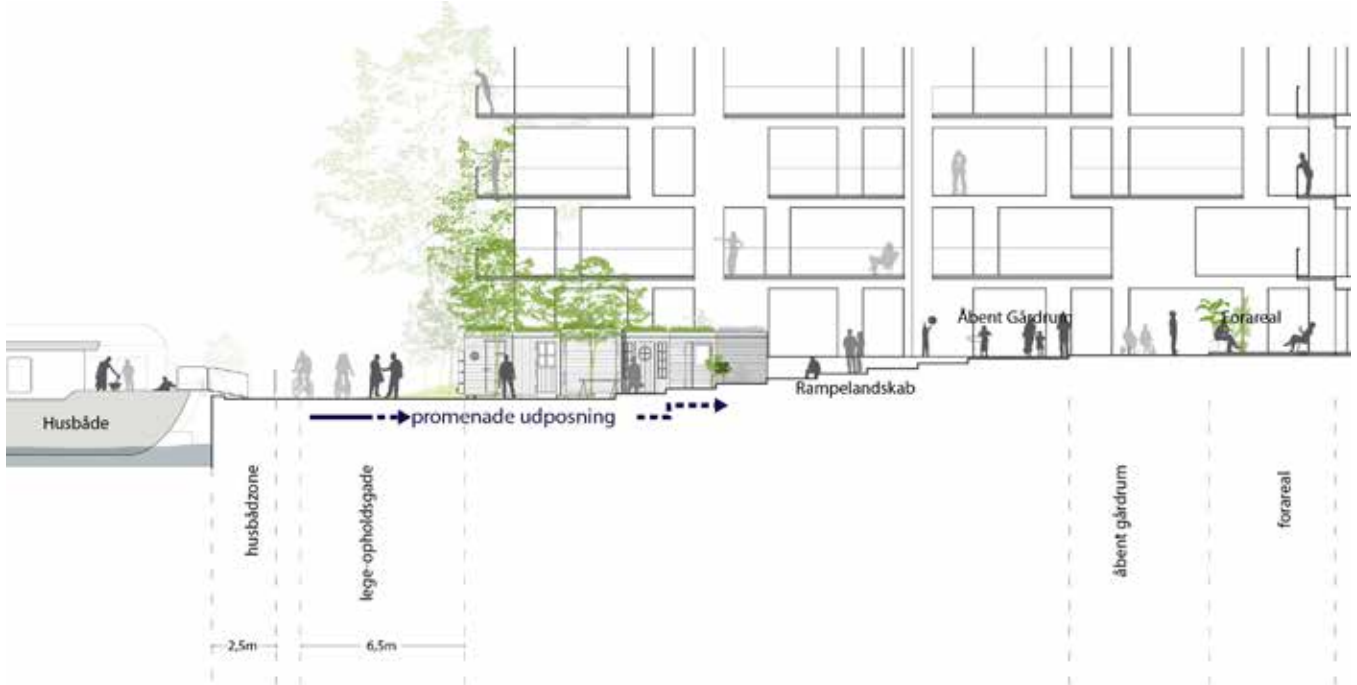 Åbent Gårdrum
Forareal
Rampelandskab
promenade udposning
Husbåde
husbådzone
lege-opholdsgade
åbent gårdrum
forareal
2,5m
6,5m